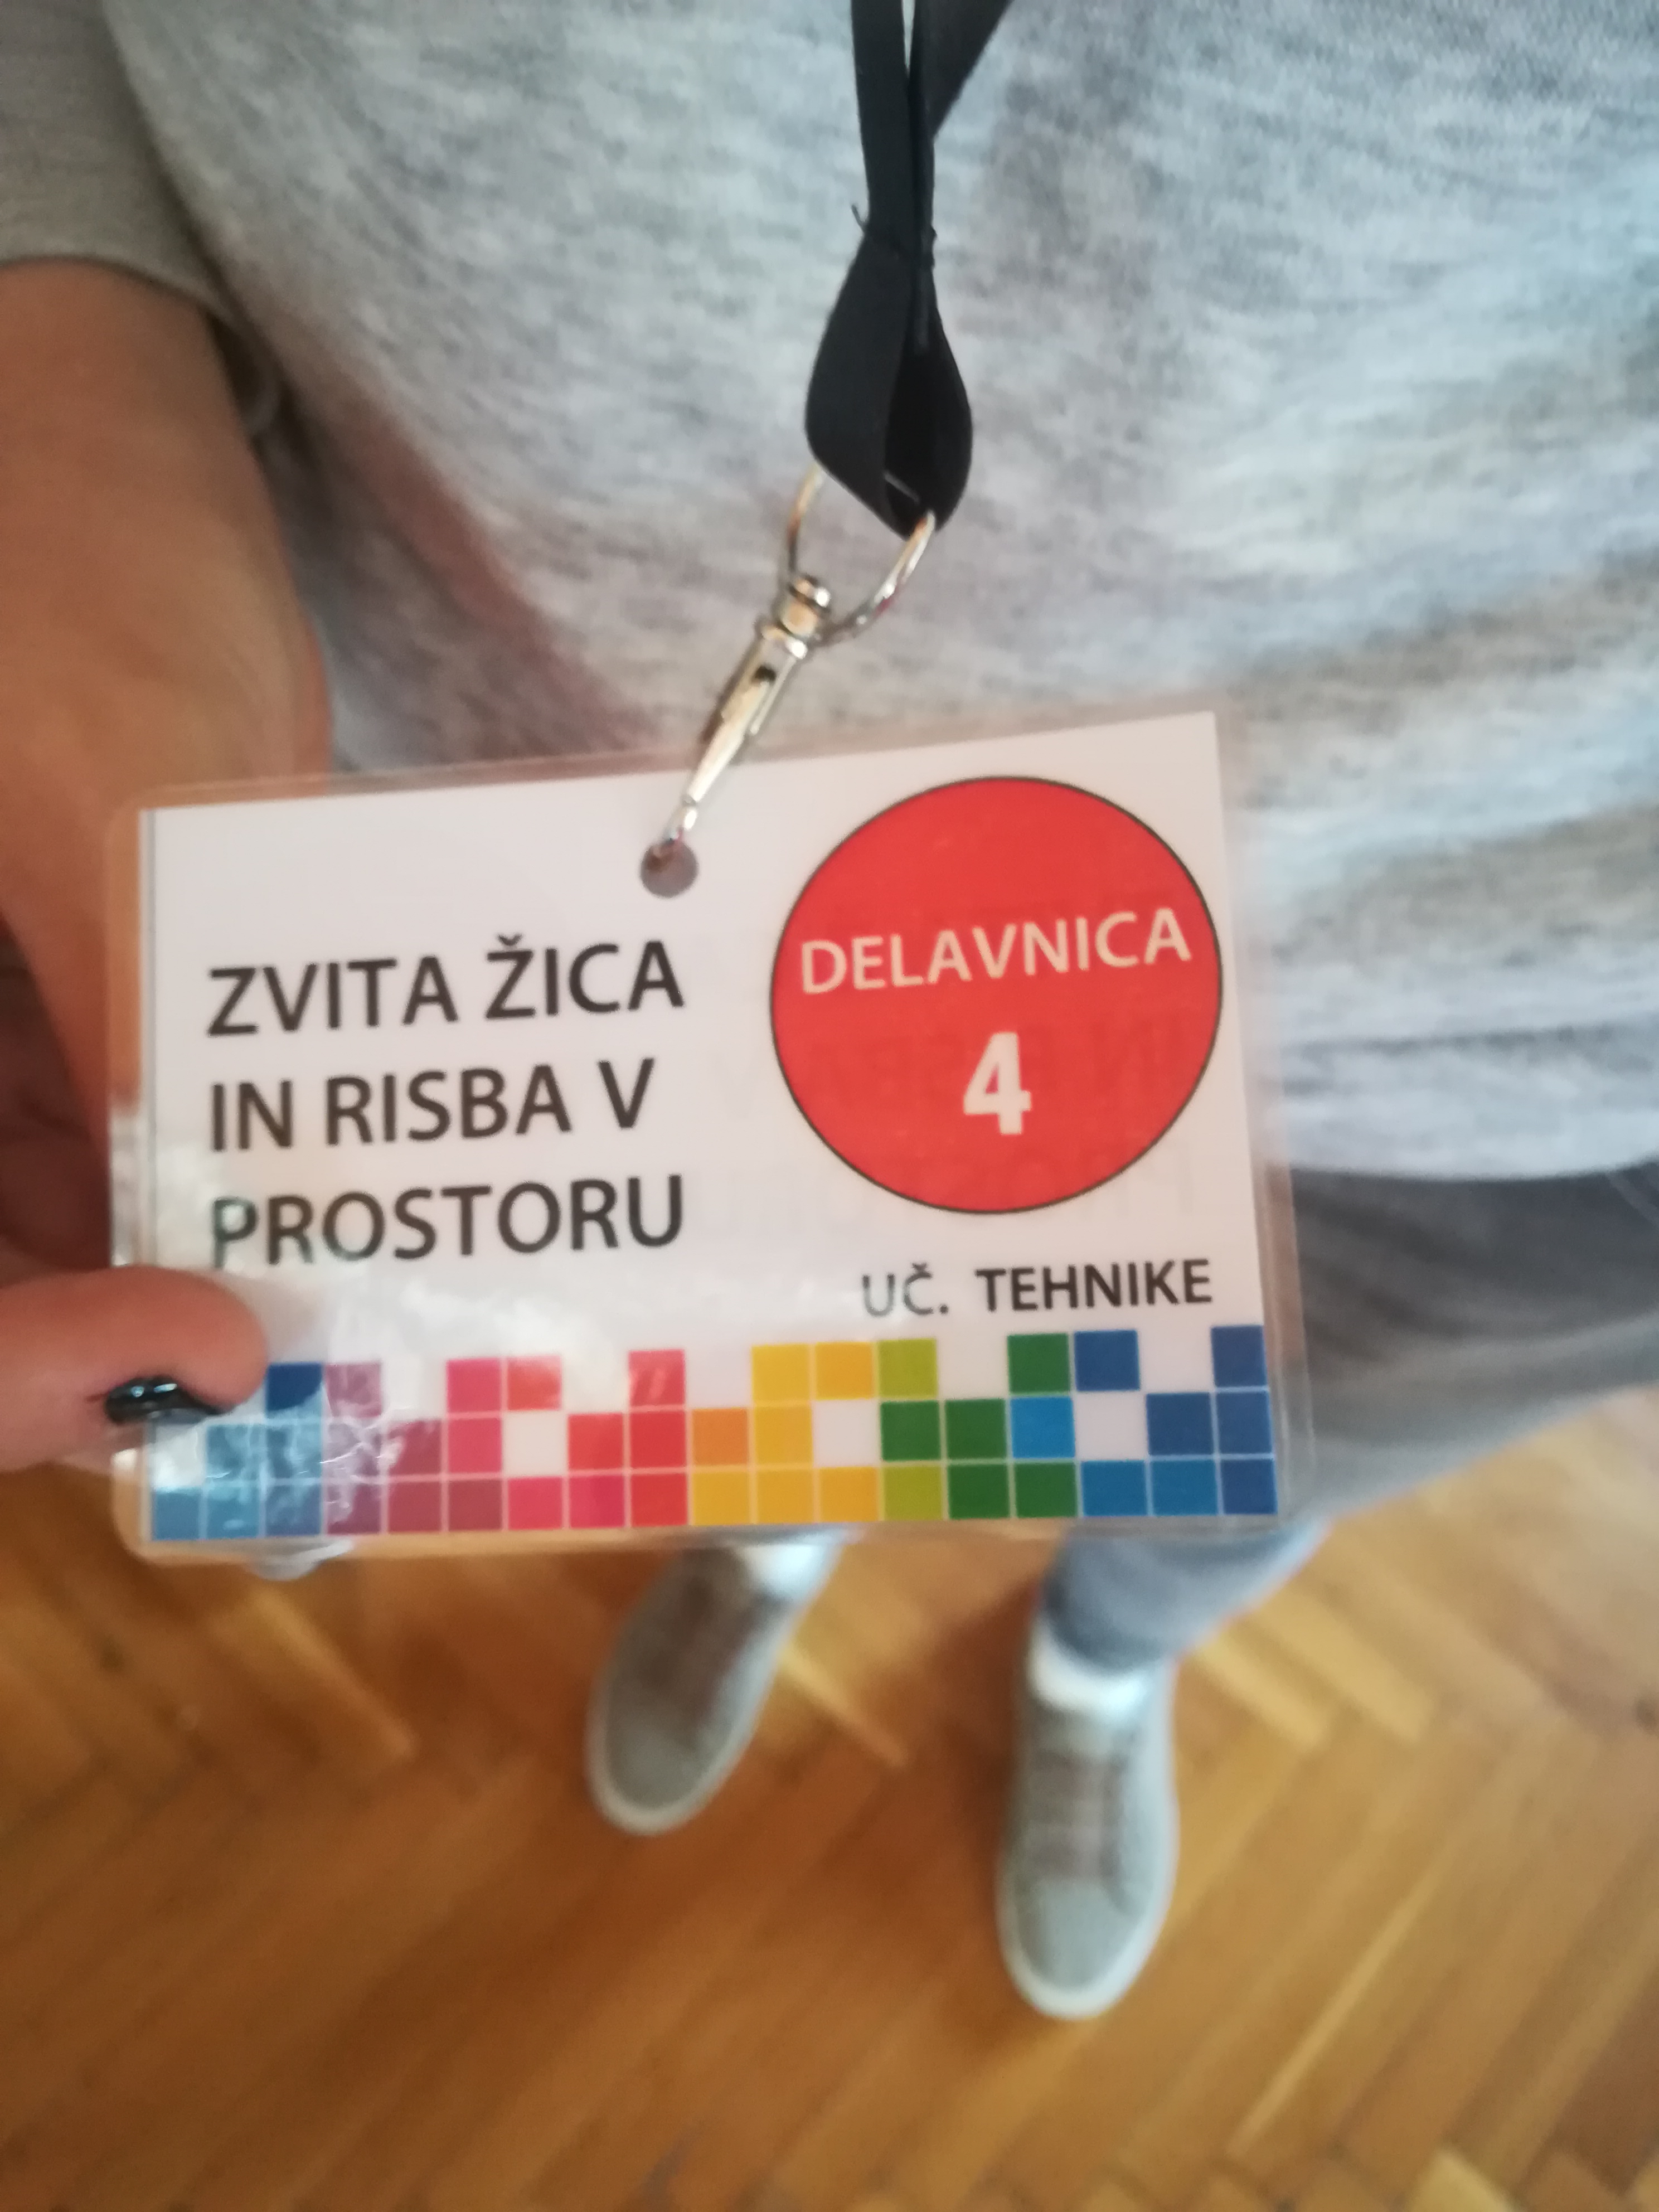 ZVITA ŽICA
IN RISBA V
PROSTORU
DELAVNICA
4
UČ. TEHNIKE